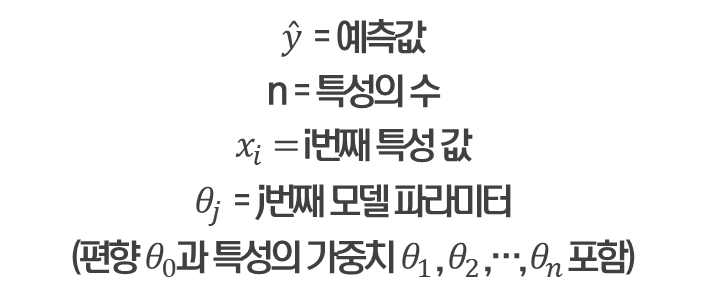 ŷ = 예측값
n = 특성의 수
xᵢ = i번째 특성 값
θⱼ = j번째 모델 파라미터
(편향 θ₀과 특성의 가중치 θ₁, θ₂, ⋯, θₙ 포함)